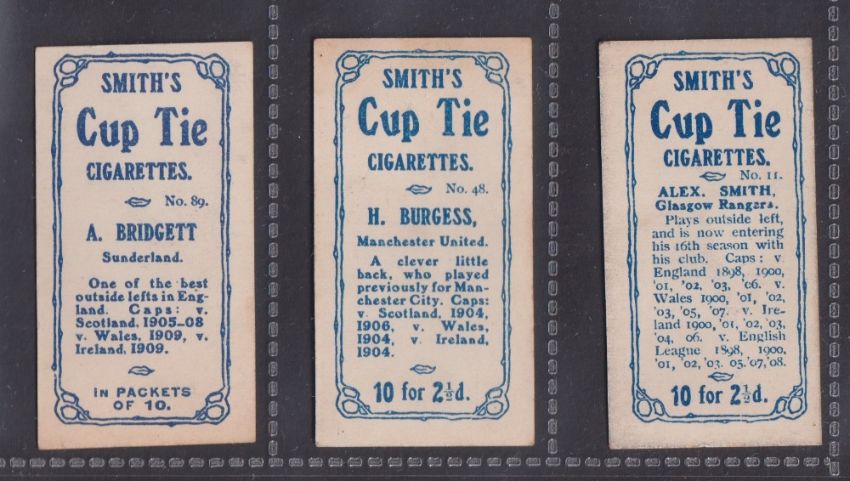 SMITH'S
Cup Tie
CIGARETTES.
No. 89.
A. BRIDGETT
Sunderland.
One of the best
outside lefts in Eng-
land. Caps: v.
Scotland, 1905-08
v. Wales, 1909, v.
Ireland, 1909.
IN PACKETS
OF 10.
SMITH'S
Cup Tie
CIGARETTES.
No. 48.
H. BURGESS,
Manchester United.
A clever little
back, who played
previously for Man-
chester City. Caps:
v. Scotland, 1904,
1906, v. Wales,
1904, v. Ireland,
1904.
10 for 2½d.
SMITH'S
Cup Tie
CIGARETTES.
No. 11.
ALEX. SMITH,
Glasgow Rangers.
Plays outside left,
and is now entering
his 16th season with
his club. Caps: v
England 1898, 1900,
'01, '02, '03, '06. v.
Wales 1900, '01, '02,
'03, '05, '07. v. Ire-
land 1900, '01, '02, '03,
'04, 06. v. English
League 1898, 1900,
'01, '02, '03. 05,'07,'08.
10 for 2½d.